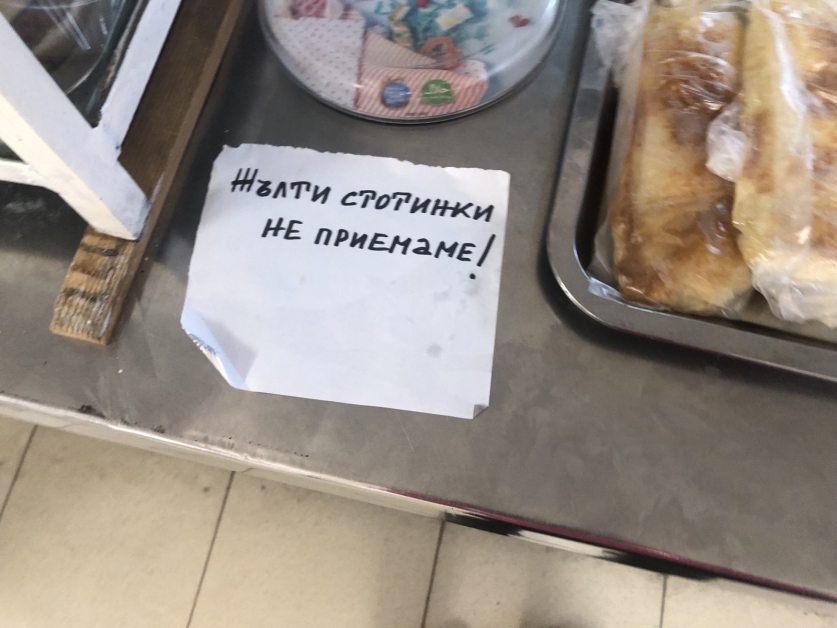 Жълти стотинки
не приемаме!